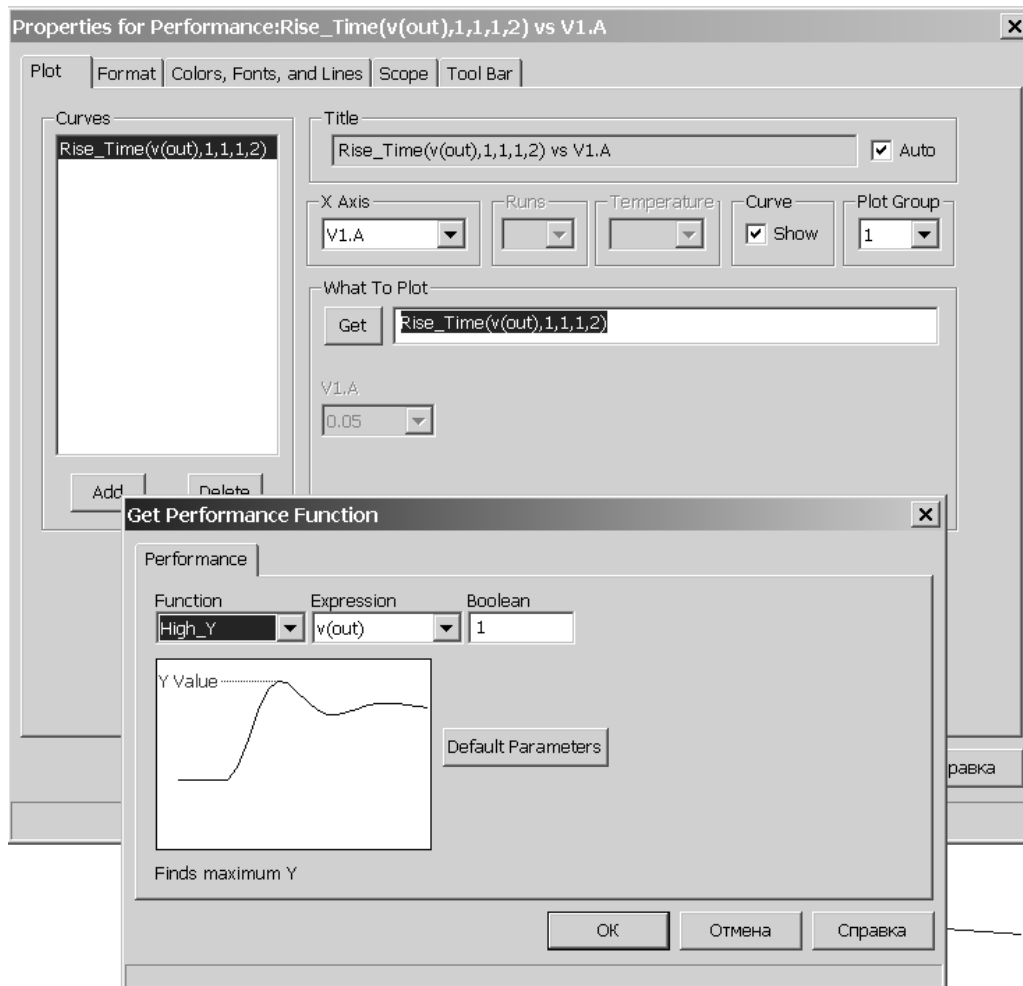 Properties for Performance:Rise_Time(v(out),1,1,1,2) vs V1.A
Plot Format Colors, Fonts, and Lines Scope Tool Bar
Curves
Rise_Time(v(out),1,1,1,2)
Title
Rise_Time(v(out),1,1,1,2) vs V1.A
Auto
X Axis Runs Temperature Curve Plot Group
V1.A Show 1
What To Plot
Get Rise_Time(v(out),1,1,1,2)
V1.A
0.05
Add Delete
равка
Get Performance Function
Performance
Function Expression Boolean
High_Y v(out) 1
Y Value
Default Parameters
Finds maximum Y
ОК Отмена Справка